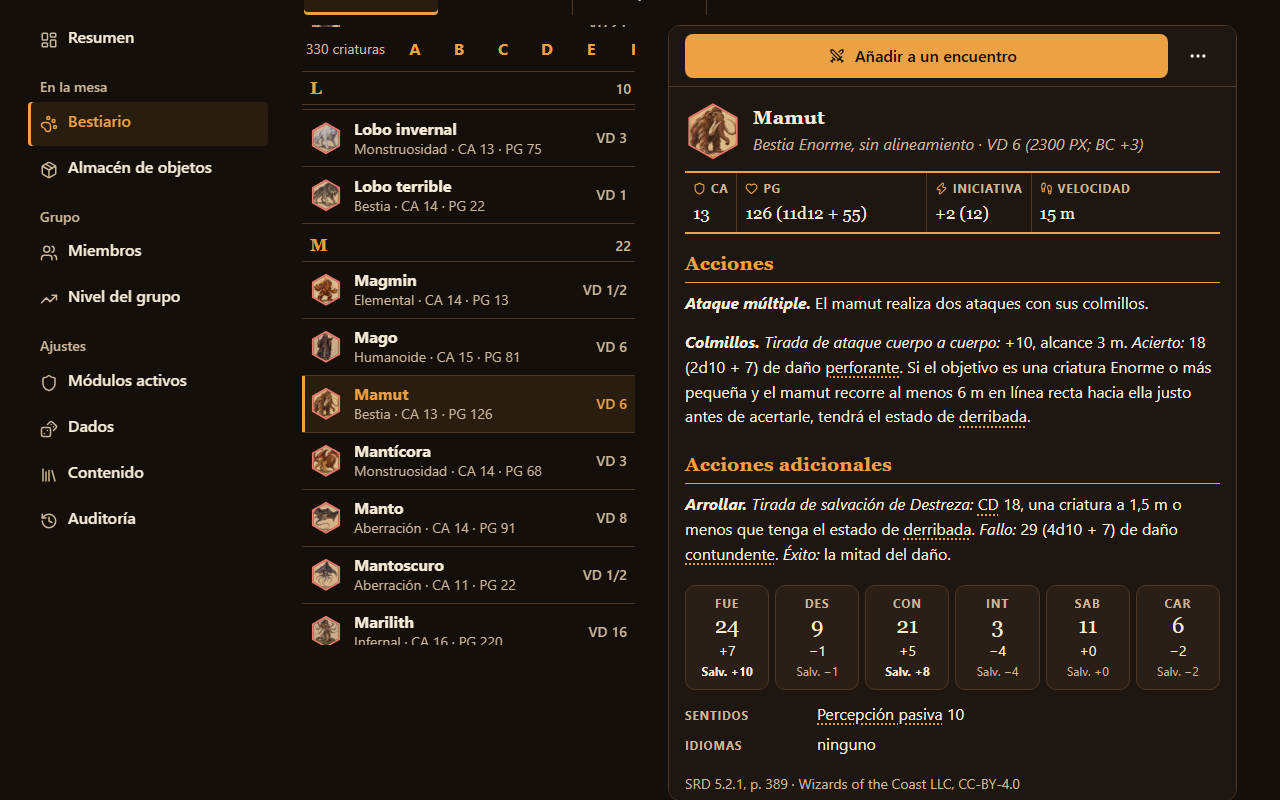 Resumen
En la mesa
Bestiario
Almacén de objetos
Grupo
Miembros
Nivel del grupo
Ajustes
Módulos activos
Dados
Contenido
Auditoría
330 criaturas A B C D E
L 10
Lobo invernal
Monstruosidad · CA 13 · PG 75
VD 3
Lobo terrible
Bestia · CA 14 · PG 22
VD 1
M 22
Magmin
Elemental · CA 14 · PG 13
VD 1/2
Mago
Humanoide · CA 15 · PG 81
VD 6
Mamut
Bestia · CA 13 · PG 126
VD 6
Mantícora
Monstruosidad · CA 14 · PG 68
VD 3
Manto
Aberración · CA 14 · PG 91
VD 8
Mantoscuro
Aberración · CA 11 · PG 22
VD 1/2
Marilith
Infernal · CA 16 · PG 220
VD 16
Añadir a un encuentro
Mamut
Bestia Enorme, sin alineamiento · VD 6 (2300 PX; BC +3)
CA
13
PG
126 (11d12 + 55)
INICIATIVA
+2 (12)
VELOCIDAD
15 m
Acciones
Ataque múltiple. El mamut realiza dos ataques con sus colmillos.
Colmillos. Tirada de ataque cuerpo a cuerpo: +10, alcance 3 m. Acierto: 18
(2d10 + 7) de daño perforante. Si el objetivo es una criatura Enorme o más
pequeña y el mamut recorre al menos 6 m en línea recta hacia ella justo
antes de acertarle, tendrá el estado de derribada.
Acciones adicionales
Arrollar. Tirada de salvación de Destreza: CD 18, una criatura a 1,5 m o
menos que tenga el estado de derribada. Fallo: 29 (4d10 + 7) de daño
contundente. Éxito: la mitad del daño.
FUE
24
+7
Salv. +10
DES
9
−1
Salv. −1
CON
21
+5
Salv. +8
INT
3
−4
Salv. −4
SAB
11
+0
Salv. +0
CAR
6
−2
Salv. −2
SENTIDOS Percepción pasiva 10
IDIOMAS ninguno
SRD 5.2.1, p. 389 · Wizards of the Coast LLC, CC-BY-4.0